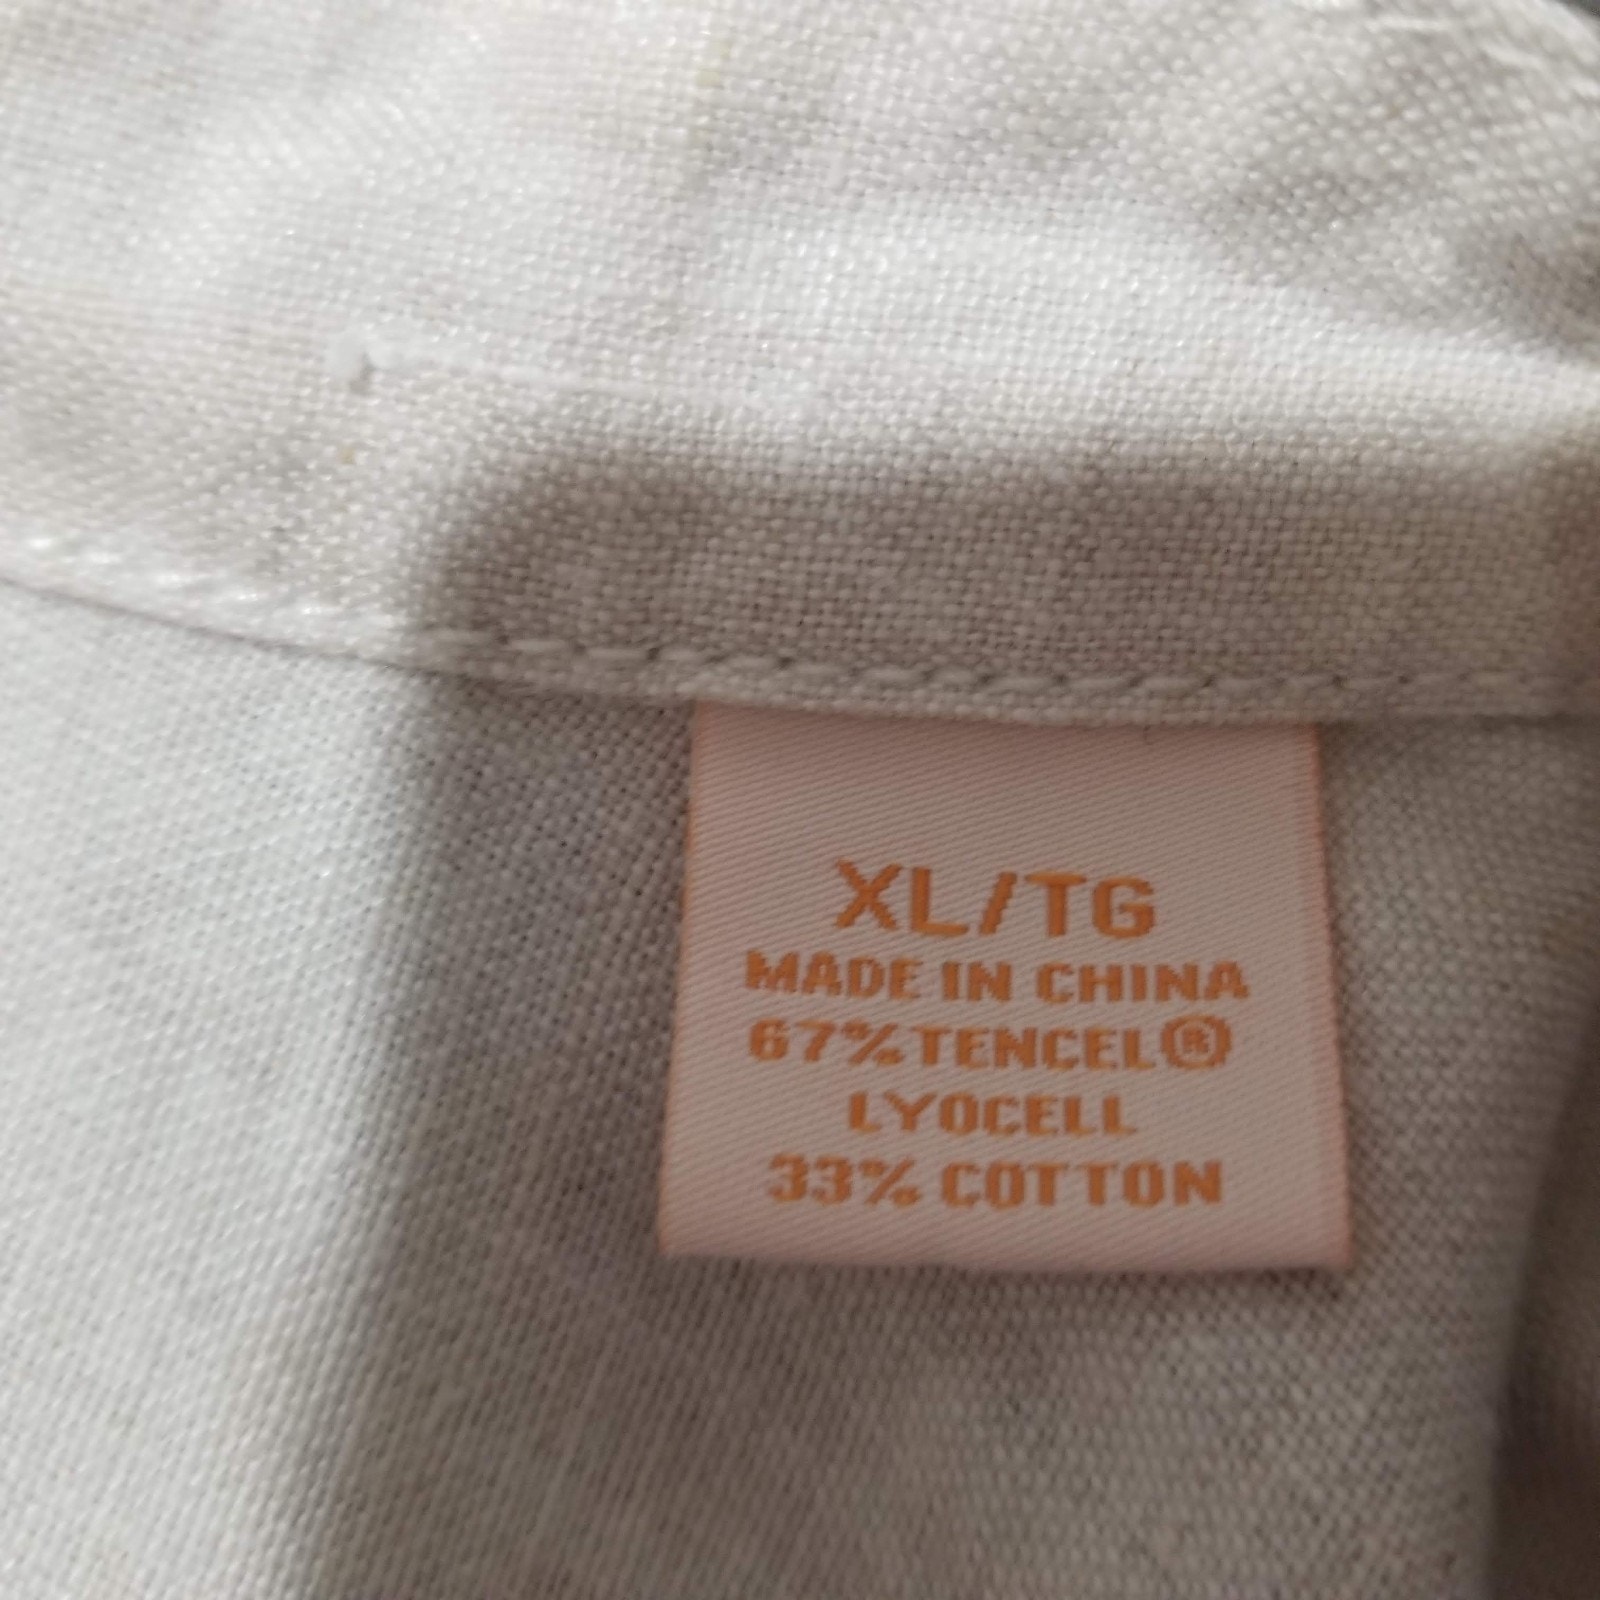 XL/TG
MADE IN CHINA
67% TENCEL®
LYOCELL
33% COTTON